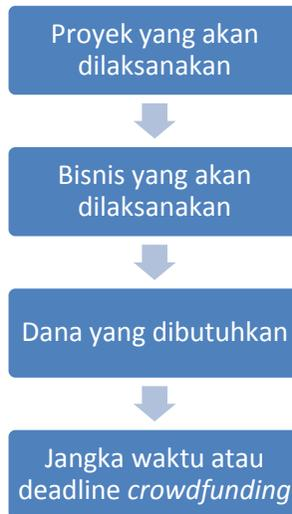 Proyek yang akan
dilaksanakan
Bisnis yang akan
dilaksanakan
Dana yang dibutuhkan
Jangka waktu atau
deadline crowdfunding